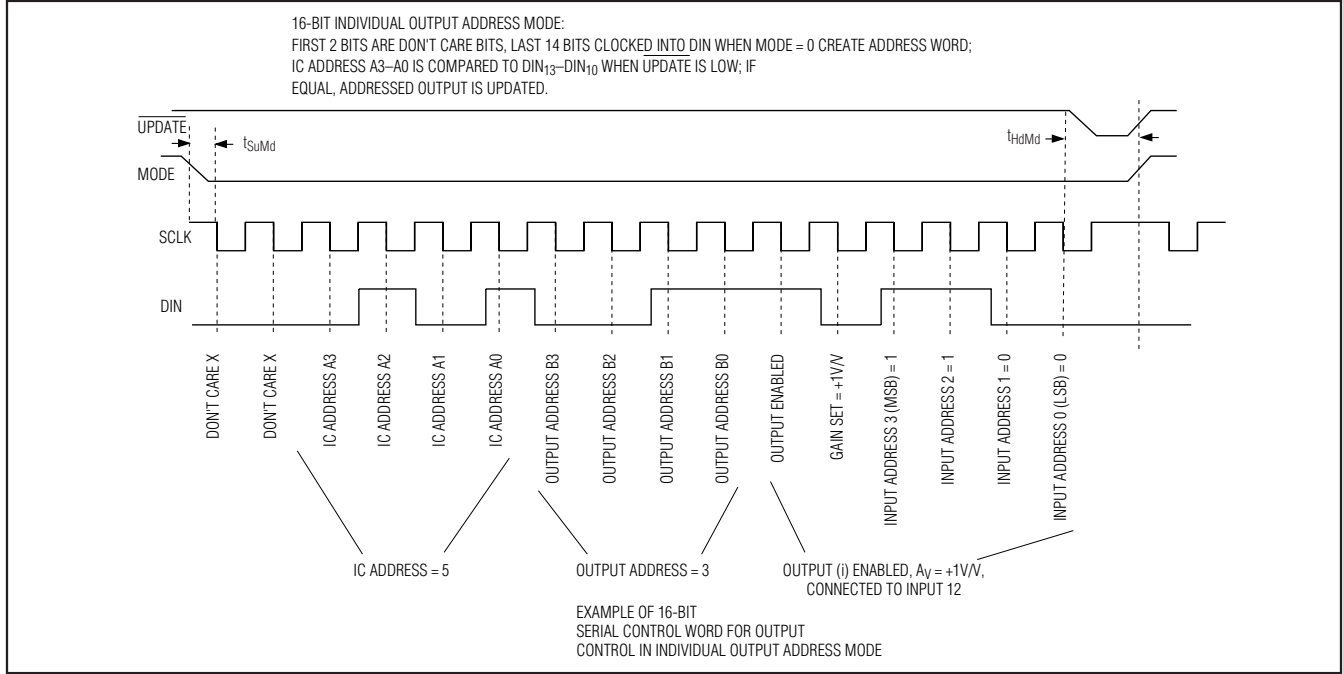 16-BIT INDIVIDUAL OUTPUT ADDRESS MODE:
FIRST 2 BITS ARE DON'T CARE BITS, LAST 14 BITS CLOCKED INTO DIN WHEN MODE = 0 CREATE ADDRESS WORD;
IC ADDRESS A3–A0 IS COMPARED TO DIN13–DIN10 WHEN UPDATE IS LOW; IF
EQUAL, ADDRESSED OUTPUT IS UPDATED.
UPDATE
tSuMd
tHdMd
MODE
SCLK
DIN
DON'T CARE X
DON'T CARE X
IC ADDRESS A3
IC ADDRESS A2
IC ADDRESS A1
IC ADDRESS A0
OUTPUT ADDRESS B3
OUTPUT ADDRESS B2
OUTPUT ADDRESS B1
OUTPUT ADDRESS B0
OUTPUT ENABLED
GAIN SET = +1V/V
INPUT ADDRESS 3 (MSB) = 1
INPUT ADDRESS 2 = 1
INPUT ADDRESS 1 = 0
INPUT ADDRESS 0 (LSB) = 0
IC ADDRESS = 5
OUTPUT ADDRESS = 3
OUTPUT (i) ENABLED, AV = +1V/V,
CONNECTED TO INPUT 12
EXAMPLE OF 16-BIT
SERIAL CONTROL WORD FOR OUTPUT
CONTROL IN INDIVIDUAL OUTPUT ADDRESS MODE